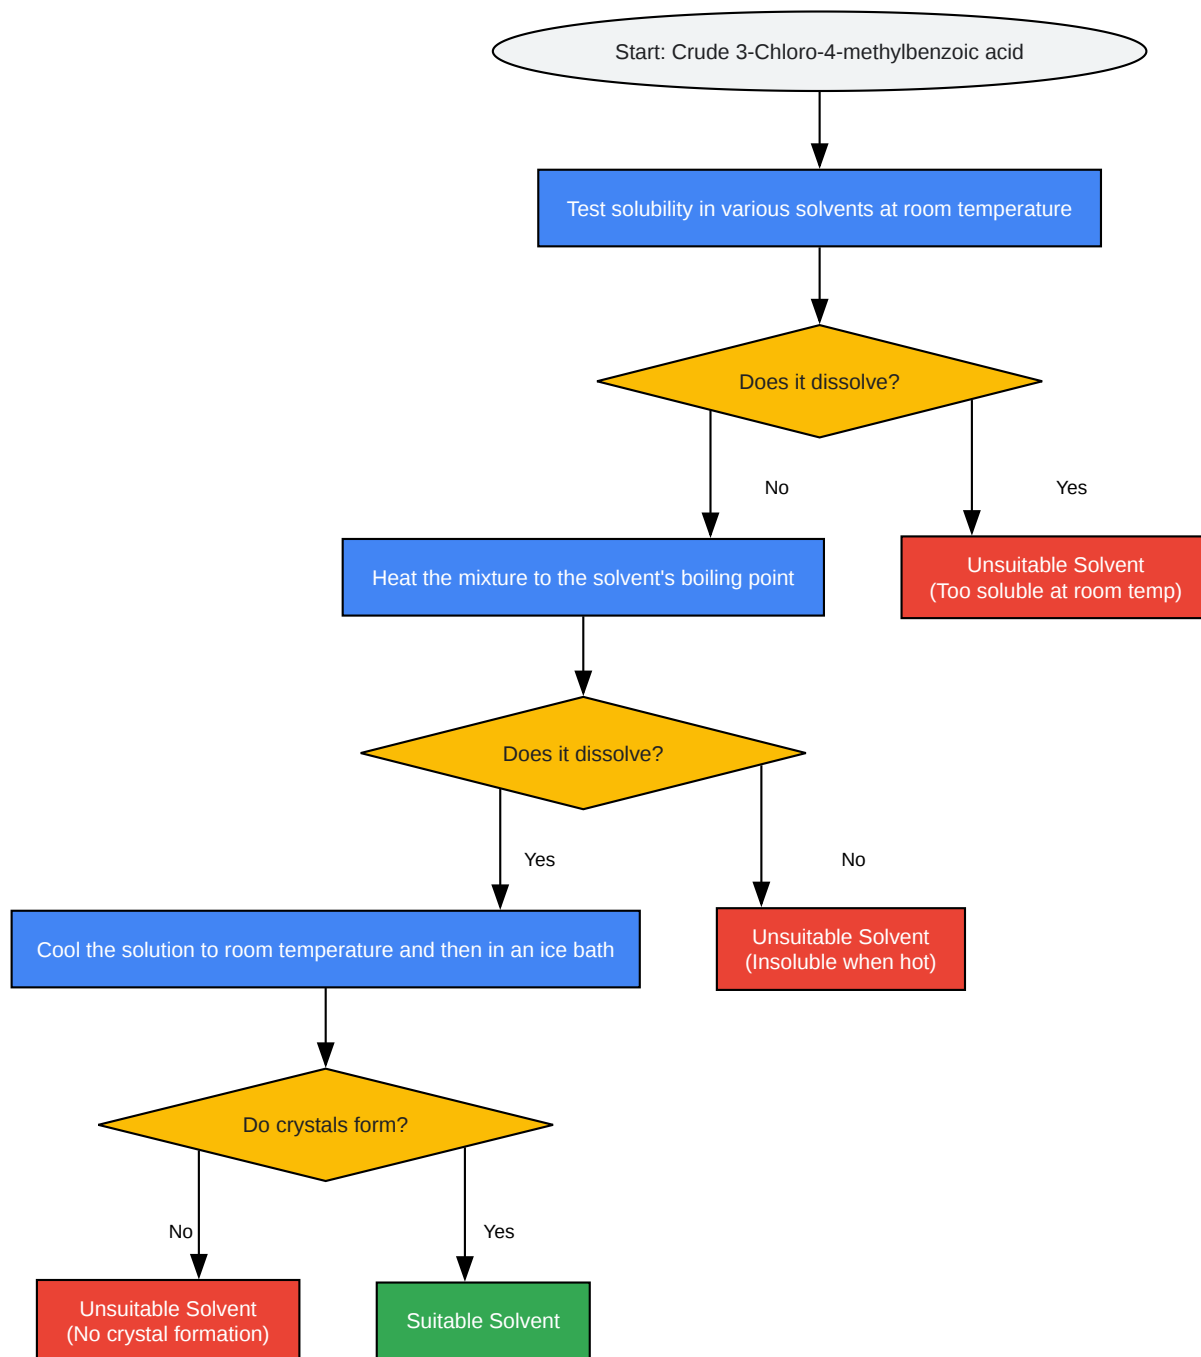 Start: Crude 3-Chloro-4-methylbenzoic acid
Test solubility in various solvents at room temperature
Does it dissolve?
No
Yes
Heat the mixture to the solvent's boiling point
Unsuitable Solvent
(Too soluble at room temp)
Does it dissolve?
Yes
No
Cool the solution to room temperature and then in an ice bath
Unsuitable Solvent
(Insoluble when hot)
Do crystals form?
No
Yes
Unsuitable Solvent
(No crystal formation)
Suitable Solvent